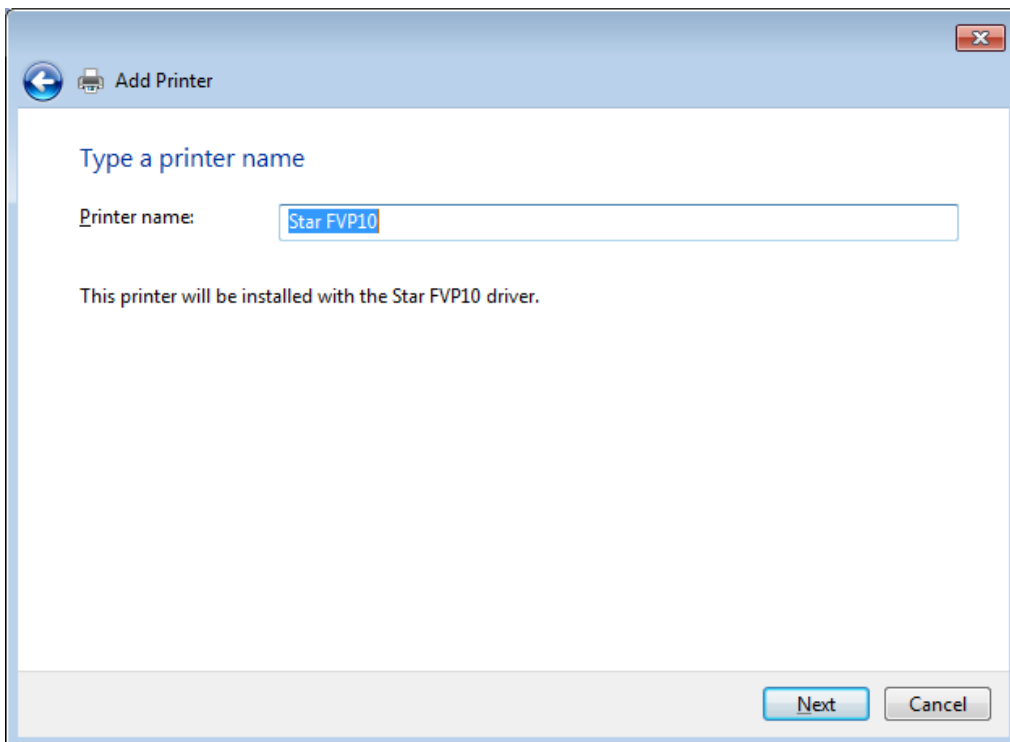 Add Printer
Type a printer name
Printer name:
Star FVP10
This printer will be installed with the Star FVP10 driver.
Next
Cancel